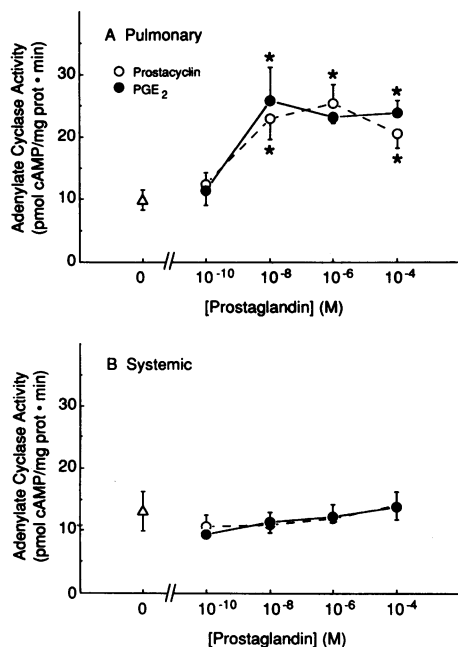 A Pulmonary
Prostacyclin
PGE2
Adenylate Cyclase Activity
(pmol cAMP/mg prot • min)
30
20
10
0
*
*
*
*
*
0
10-10
10-8
10-6
10-4
[Prostaglandin] (M)
B Systemic
Adenylate Cyclase Activity
(pmol cAMP/mg prot • min)
30
20
10
0
0
10-10
10-8
10-6
10-4
[Prostaglandin] (M)